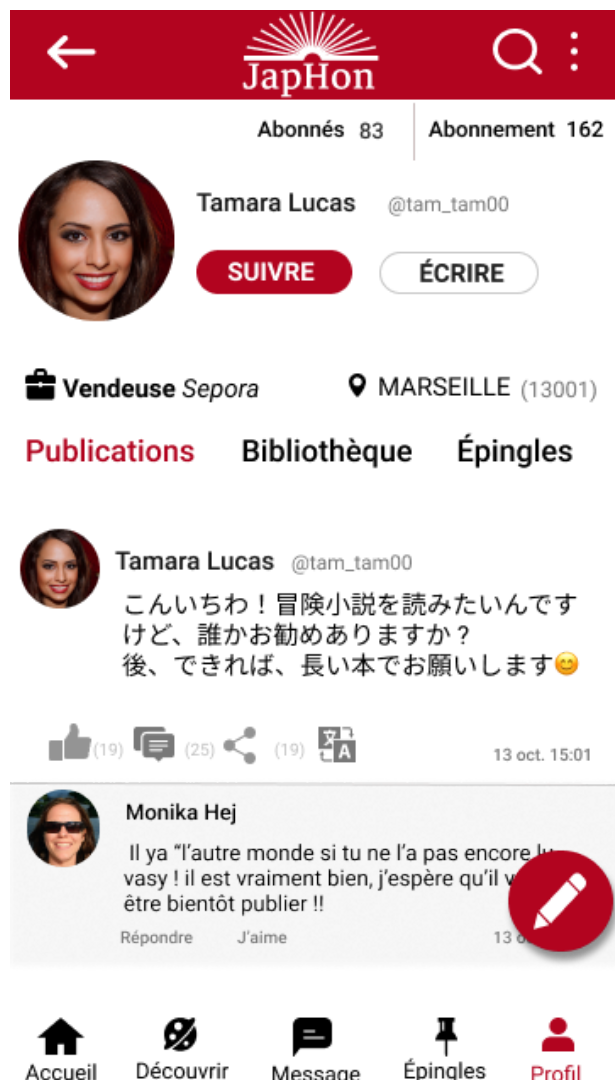 JapHon
Abonnés 83 Abonnement 162
Tamara Lucas @tam_tam00
SUIVRE ÉCRIRE
Vendeuse Sepora MARSEILLE (13001)
Publications Bibliothèque Épingles
Tamara Lucas @tam_tam00
こんいちわ！冒険小説を読みたいんです
けど、誰かお勧めありますか？
後、できれば、長い本でお願いします😊
(19) (25) (19) 文A
13 oct. 15:01
Monika Hej
Il ya “l’autre monde si tu ne l’a pas encore lu
vasy ! il est vraiment bien, j’espère qu’il
être bientôt publier !!
Répondre J’aime 13
Accueil Découvrir Message Épingles Profil